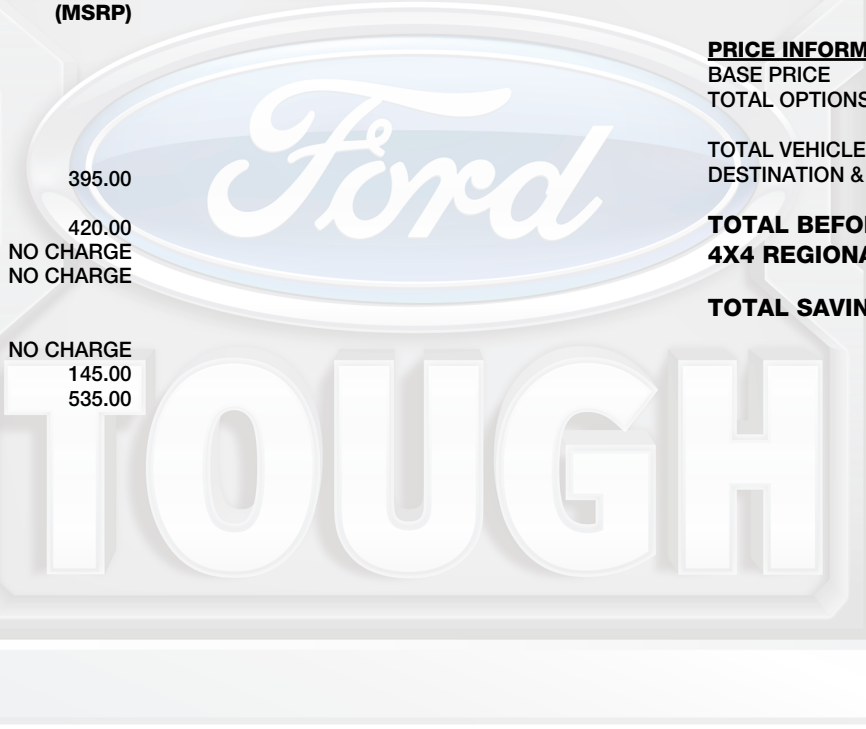 (MSRP)
395.00
420.00
NO CHARGE
NO CHARGE
NO CHARGE
145.00
535.00
PRICE INFORM
BASE PRICE
TOTAL OPTIONS
TOTAL VEHICLE
DESTINATION &
TOTAL BEFO
4X4 REGIONA
TOTAL SAVIN
Ford
TOUGH